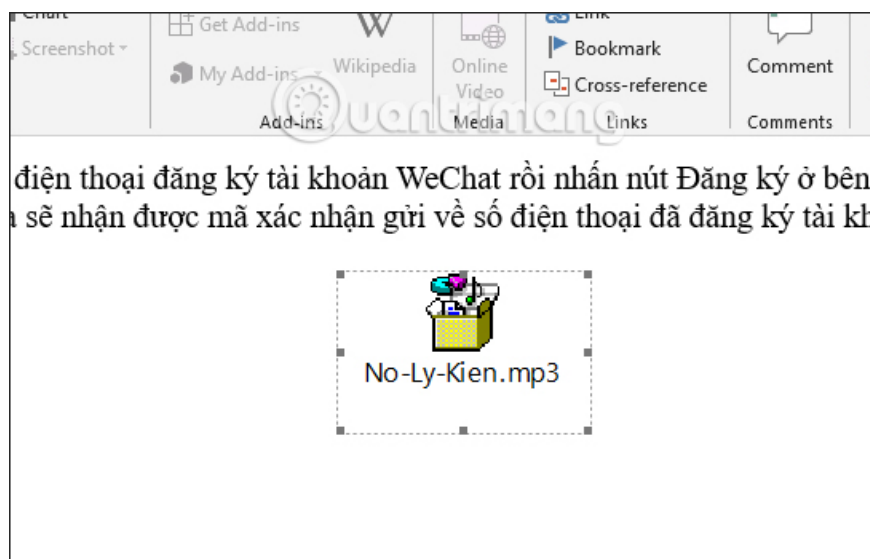 Chart
Screenshot
Get Add-ins
My Add-ins
Add-ins
W
Wikipedia
Online
Video
Media
Link
Bookmark
Cross-reference
Links
Comment
Comments
uantrimang
điện thoại đăng ký tài khoản WeChat rồi nhấn nút Đăng ký ở bên
sẽ nhận được mã xác nhận gửi về số điện thoại đã đăng ký tài
No-Ly-Kien.mp3